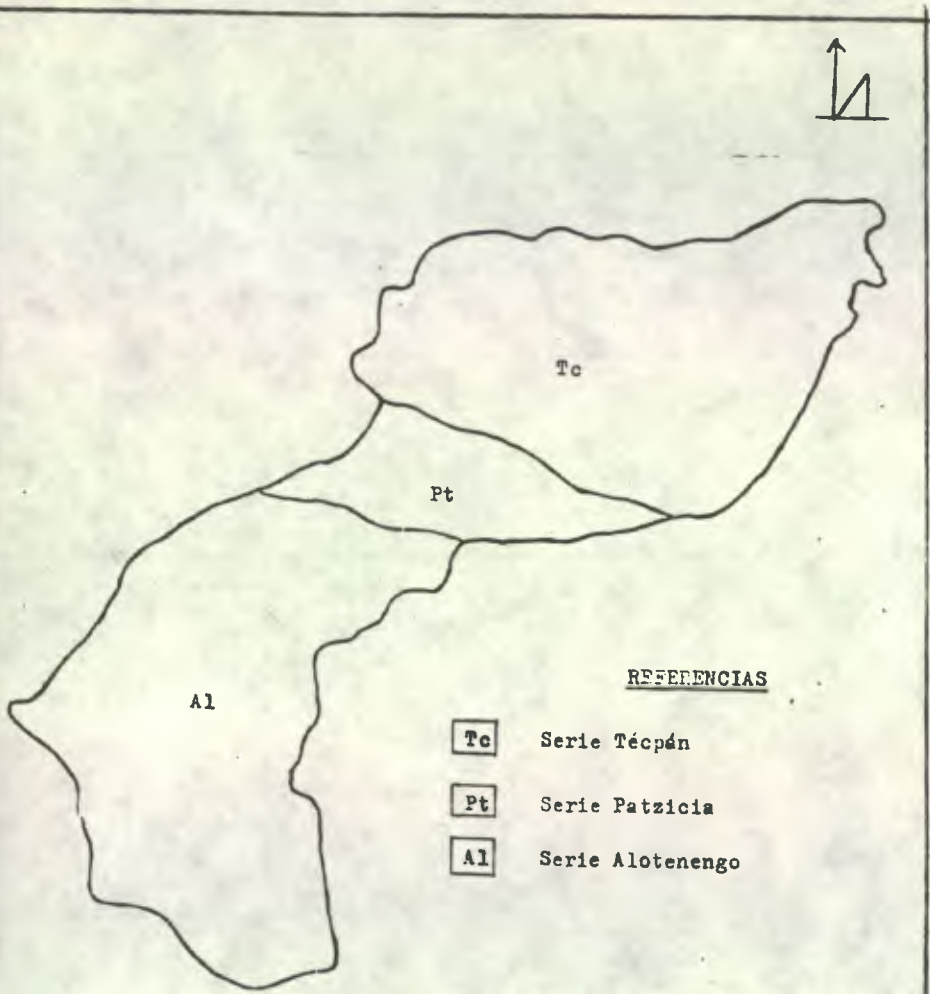 Tc
Pt
Al
REFERENCIAS
Tc Serie Técpán
Pt Serie Patzicia
Al Serie Alotenengo